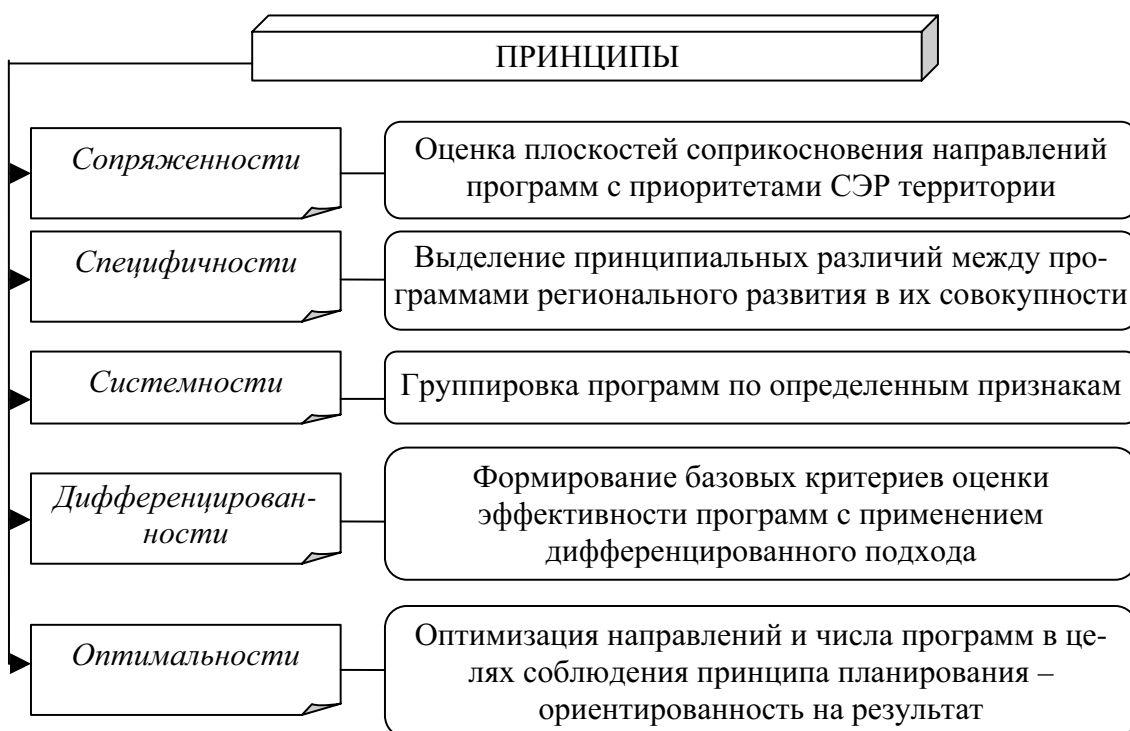 ПРИНЦИПЫ
Сопряженности
Оценка плоскостей соприкосновения направлений
программ с приоритетами СЭР территории
Специфичности
Выделение принципиальных различий между про-
граммами регионального развития в их совокупности
Системности
Группировка программ по определенным признакам
Дифференцирован-
ности
Формирование базовых критериев оценки
эффективности программ с применением
дифференцированного подхода
Оптимальности
Оптимизация направлений и числа программ в це-
лях соблюдения принципа планирования –
ориентированность на результат